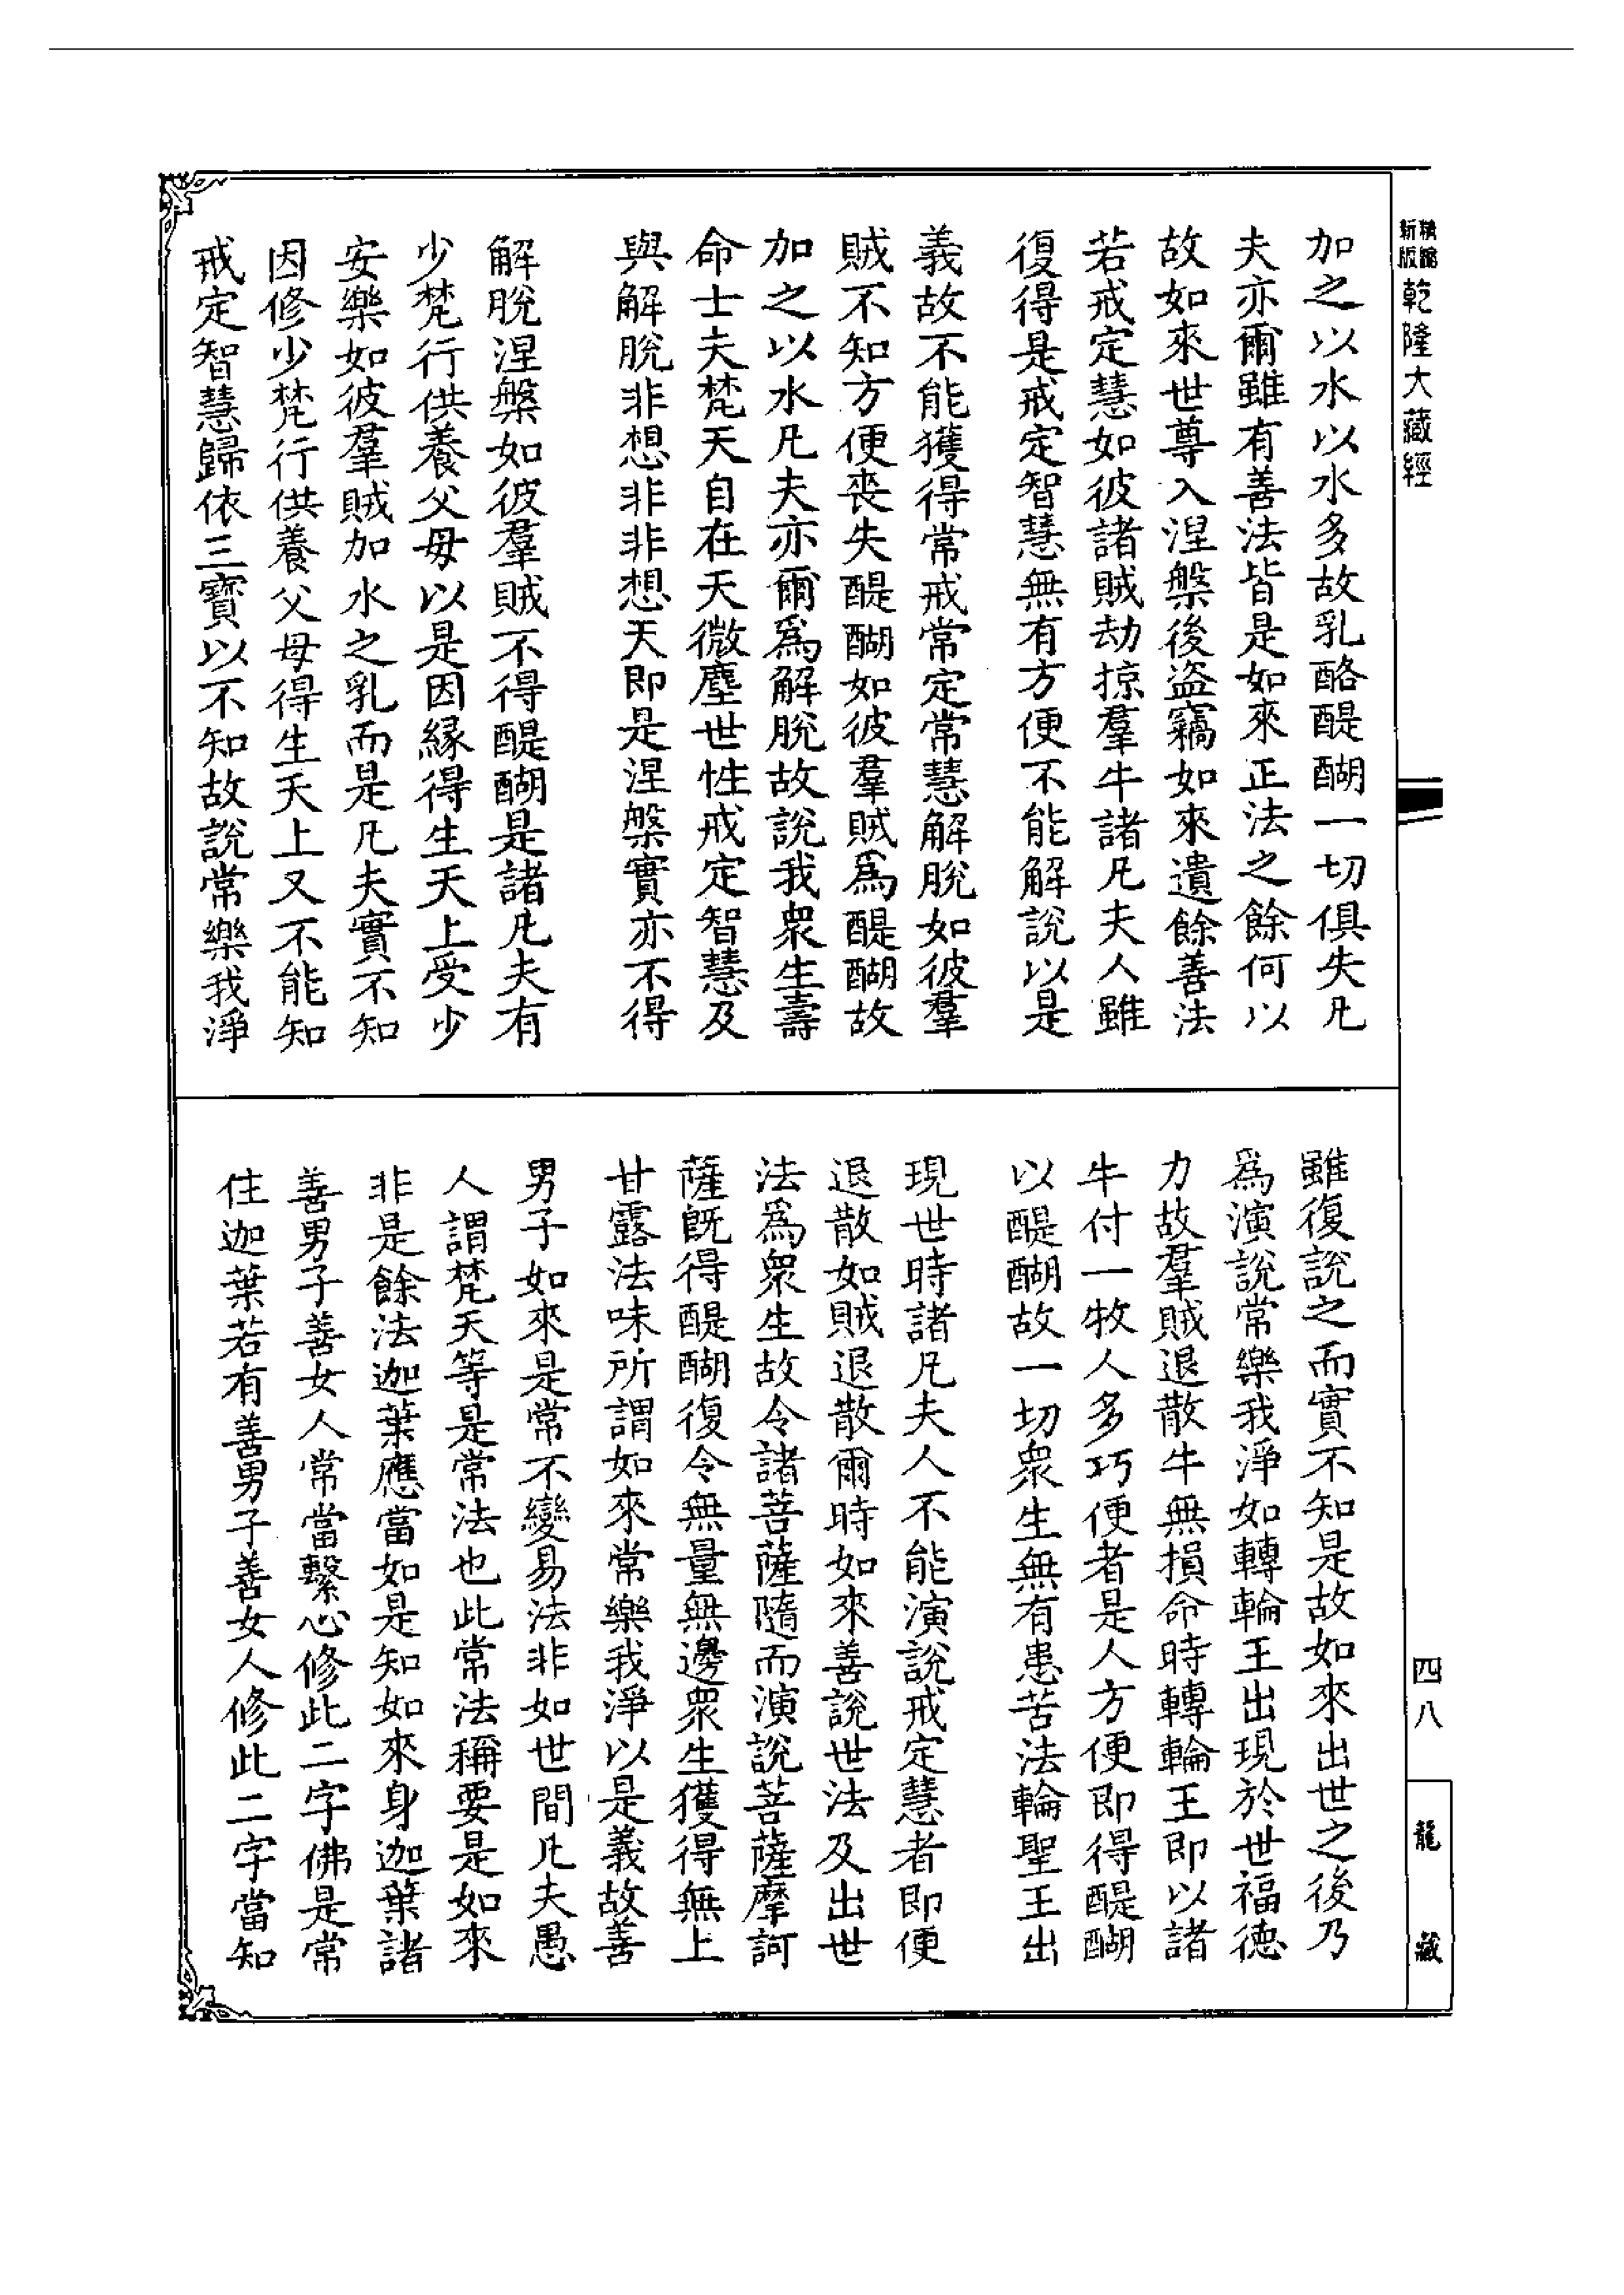 新版精縮乾隆大藏經
加之以水以水多故乳酪醍醐一切俱失凡
夫亦爾雖有善法皆是如來正法之餘何以
故如來世尊入涅槃後盜竊如來遺餘善法
若戒定慧如彼諸賊劫掠羣牛諸凡夫人雖
復得是戒定智慧無有方便不能解說以是
義故不能獲得常戒常定常慧解脫如彼羣
賊不知方便喪失醍醐如彼羣賊爲醍醐故
加之以水凡夫亦爾爲解脫故說我衆生壽
命士夫梵天自在天微塵世性戒定智慧及
與解脫非想非非想天即是涅槃實亦不得
解脫涅槃如彼羣賊不得醍醐是諸凡夫有
少梵行供養父母以是因緣得生天上受少
安樂如彼羣賊加水之乳而是凡夫實不知
因修少梵行供養父母得生天上又不能知
戒定智慧歸依三寶以不知故說常樂我淨
雖復說之而實不知是故如來出世之後乃
爲演說常樂我淨如轉輪王出現於世福德
力故羣賊退散牛無損命時轉輪王即以諸
牛付一牧人多巧便者是人方便即得醍醐
以醍醐故一切衆生無有患苦法輪聖王出
現世時諸凡夫人不能演說戒定慧者即便
退散如賊退散爾時如來善說世法及出世
法爲衆生故令諸菩薩隨而演說菩薩摩訶
薩旣得醍醐復令無量無邊衆生獲得無上
甘露法味所謂如來常樂我淨以是義故善
男子如來是常不變易法非如世間凡夫愚
人謂梵天等是常法也此常法稱要是如來
非是餘法迦葉應當如是知如來身迦葉諸
善男子善女人常當繫心修此二字佛是常
住迦葉若有善男子善女人修此二字當知
四八
龍藏